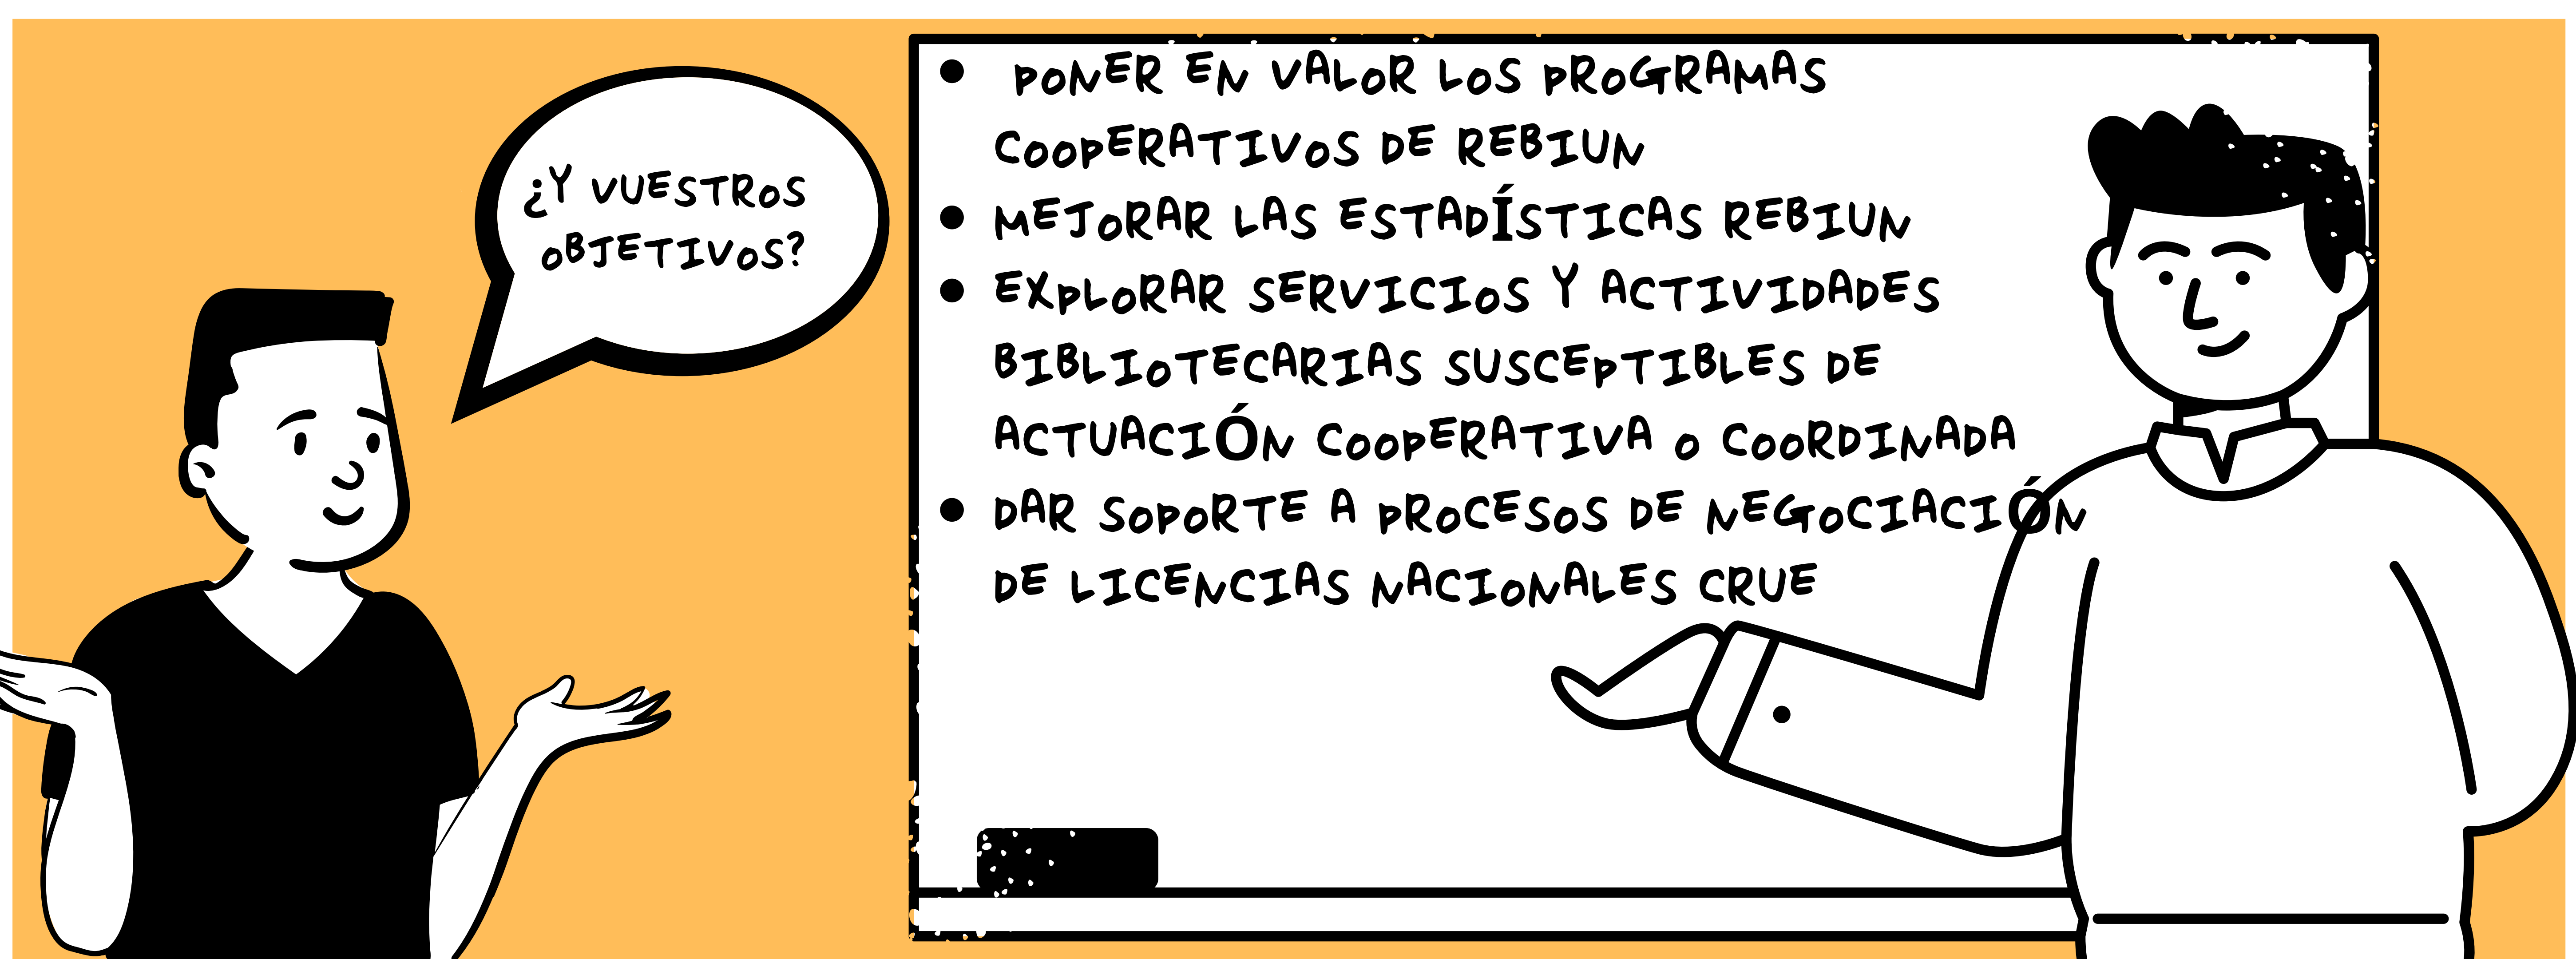 ¿Y VUESTROS
OBJETIVOS?
• PONER EN VALOR LOS PROGRAMAS
COOPERATIVOS DE REBIUN
• MEJORAR LAS ESTADÍSTICAS REBIUN
• EXPLORAR SERVICIOS Y ACTIVIDADES
BIBLIOTECARIAS SUSCEPTIBLES DE
ACTUACIÓN COOPERATIVA O COORDINADA
• DAR SOPORTE A PROCESOS DE NEGOCIACIÓN
DE LICENCIAS NACIONALES CRUE